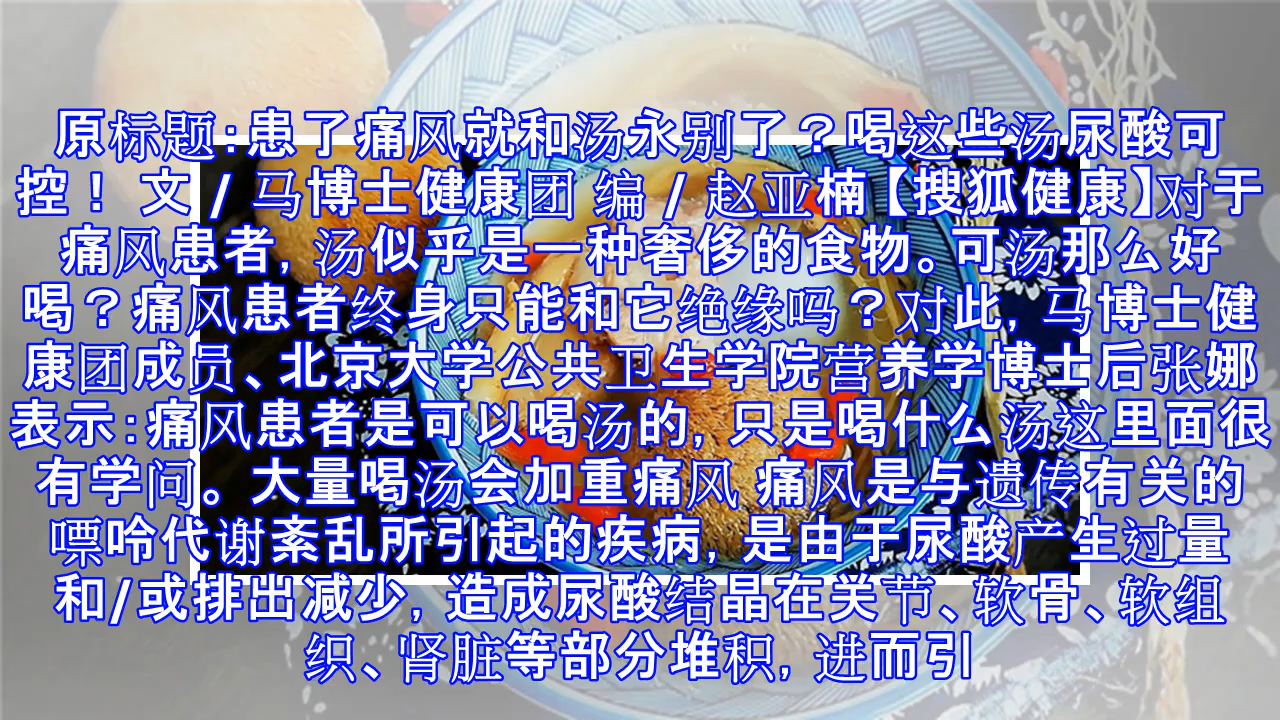 原标题:患了痛风就和汤永别了？喝这些汤尿酸可
控！ 文 / 马博士健康团 编 / 赵亚楠【搜狐健康】对于
痛风患者, 汤似乎是一种奢侈的食物。可汤那么好
喝？痛风患者终身只能和它绝缘吗？对此, 马博士健
康团成员、北京大学公共卫生学院营养学博士后张娜
表示:痛风患者是可以喝汤的, 只是喝什么汤这里面很
有学问。大量喝汤会加重痛风 痛风是与遗传有关的
嘌呤代谢紊乱所引起的疾病, 是由于尿酸产生过量
和/或排出减少, 造成尿酸结晶在关节、软骨、软组
织、肾脏等部分堆积, 进而引